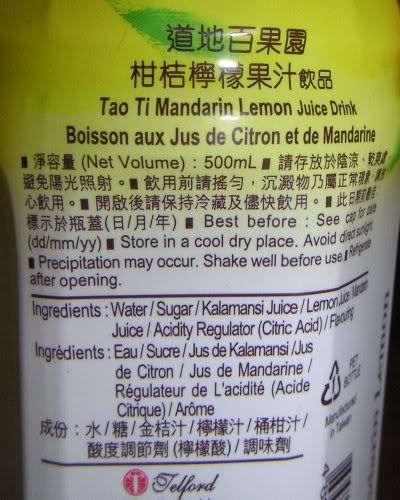 道地百果園
柑桔檸檬果汁飲品
Tao Ti Mandarin Lemon Juice Drink
Boisson aux Jus de Citron et de Mandarine
■ 淨容量 (Net Volume) : 500mL ■ 請存放於陰涼，乾燥處
避免陽光照射。■ 飲用前請搖勻，沉澱物乃屬正常現象，請放
心飲用。■ 開啟後請保持冷藏及儘快飲用。■ 此日期前最佳
標示於瓶蓋(日/月/年) ■ Best before : See cap for date
(dd/mm/yy) ■ Store in a cool dry place. Avoid direct sunlight.
■ Precipitation may occur. Shake well before use. ■ Refrigerate
after opening.
Ingredients : Water / Sugar / Kalamansi Juice / Lemon Juice / Mandarin
Juice / Acidity Regulator (Citric Acid) / Flavouring
Ingrédients : Eau / Sucre / Jus de Kalamansi /Jus
de Citron / Jus de Mandarine /
Régulateur de L'acidité (Acide
Citrique) / Arôme
成份 : 水 / 糖 / 金桔汁 / 檸檬汁 / 桶柑汁 /
酸度調節劑 (檸檬酸) / 調味劑
PET
BOTTLE
Manufactured
in Taiwan
Telford
Lemon